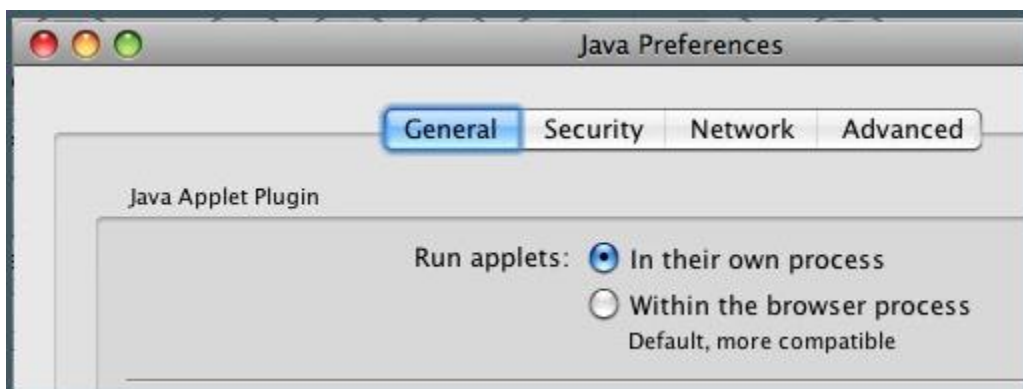 Java Preferences
General Security Network Advanced
Java Applet Plugin
Run applets: In their own process
Within the browser process
Default, more compatible